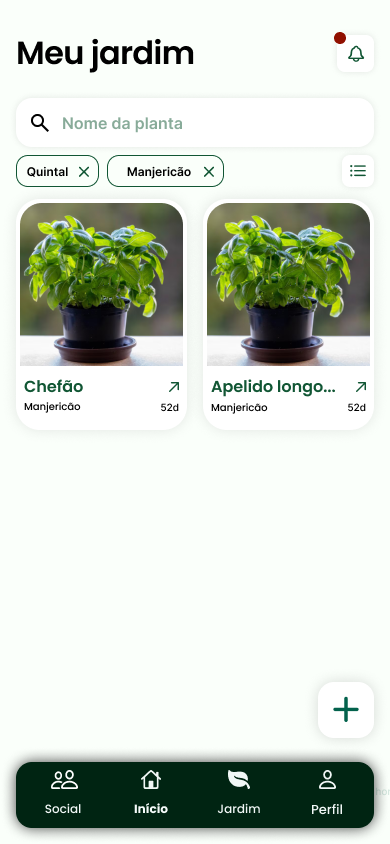 Meu jardim
Nome da planta
Quintal
Manjericão
Chefão
Apelido longo...
Manjericão 52d
Manjericão 52d
Social Início Jardim Perfil